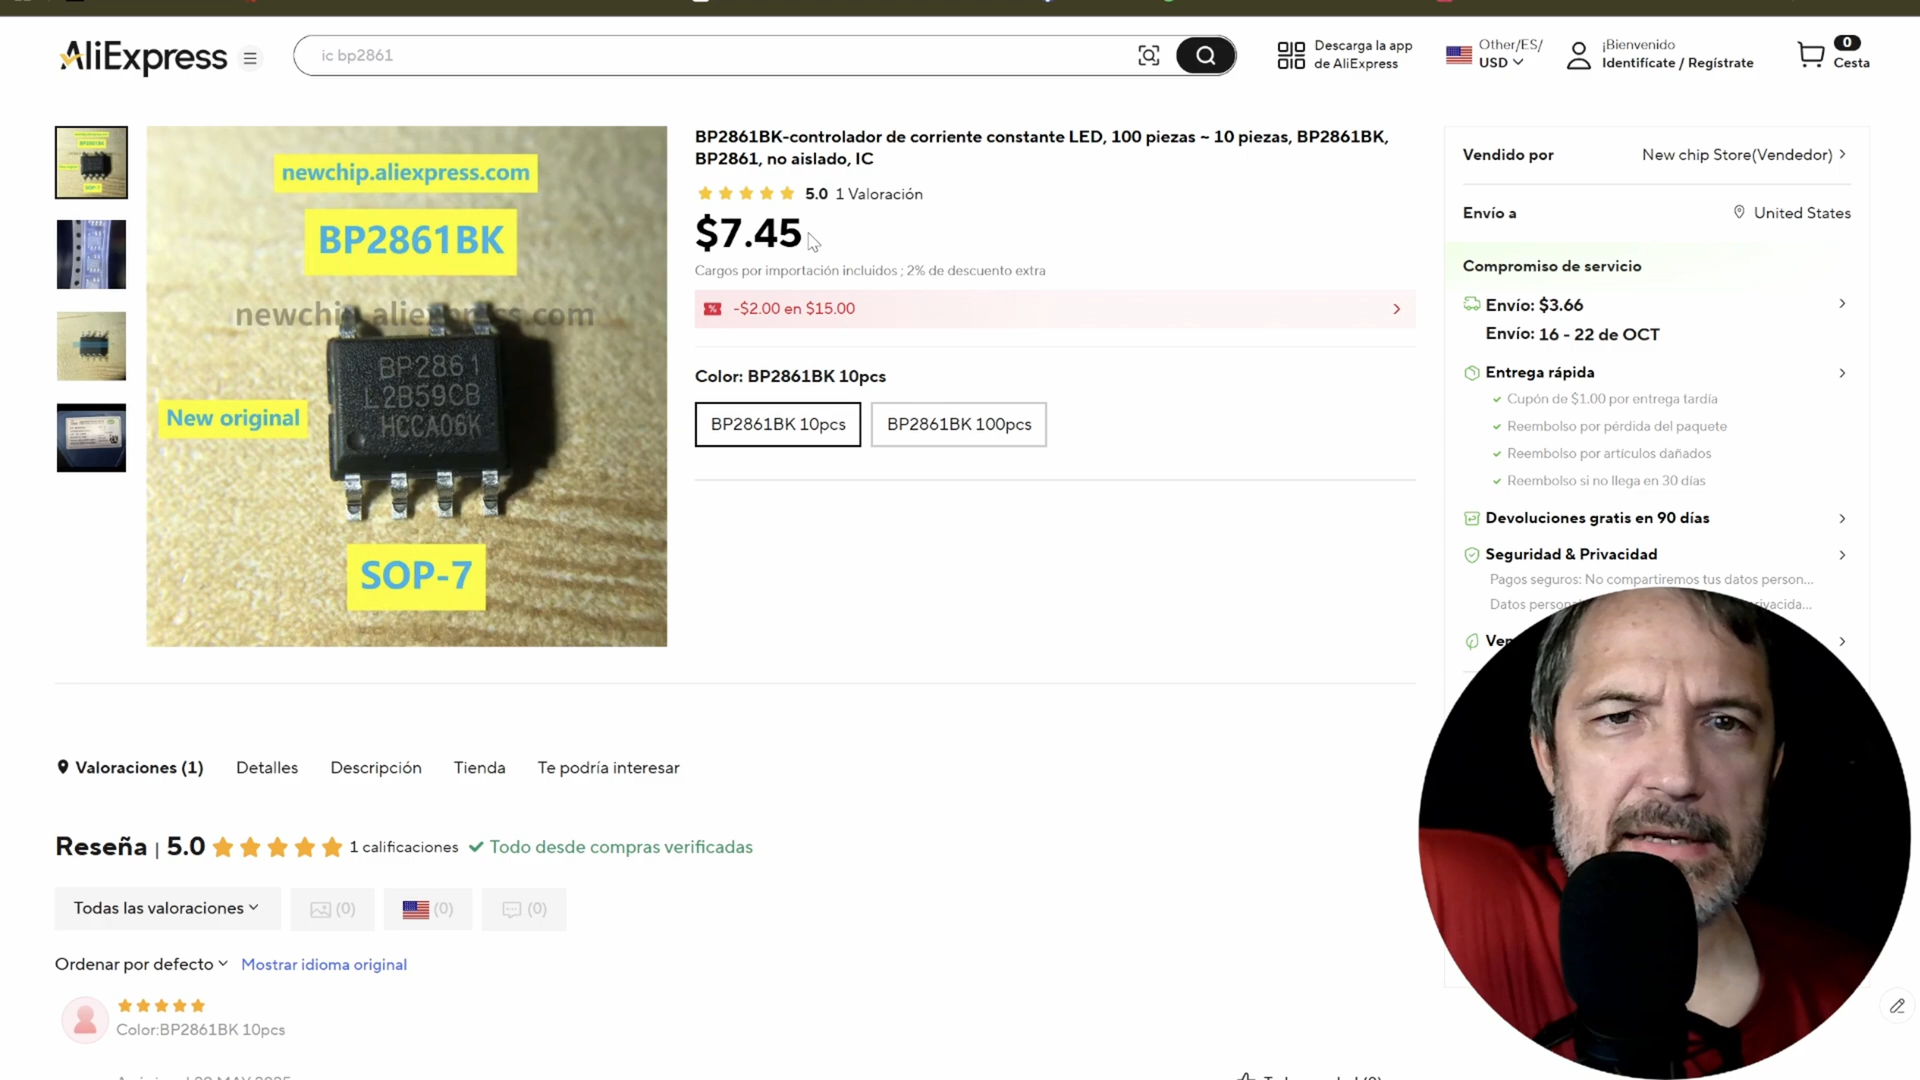 AliExpress
ic bp2861
Descarga la app
de AliExpress
Other/ES/
USD
¡Bienvenido
Identifícate / Regístrate
0
Cesta
newchip.aliexpress.com
BP2861BK
newchip.aliexpress.com
BP2861
L2B59CB
HCCA06K
New original
SOP-7
BP2861BK-controlador de corriente constante LED, 100 piezas ~ 10 piezas, BP2861BK,
BP2861, no aislado, IC
5.0 1 Valoración
$7.45
Cargos por importación incluidos ; 2% de descuento extra
-$2.00 en $15.00
Color: BP2861BK 10pcs
BP2861BK 10pcs
BP2861BK 100pcs
Vendido por
New chip Store(Vendedor)
Envío a
United States
Compromiso de servicio
Envío: $3.66
Envío: 16 - 22 de OCT
Entrega rápida
Cupón de $1.00 por entrega tardía
Reembolso por pérdida del paquete
Reembolso por artículos dañados
Reembolso si no llega en 30 días
Devoluciones gratis en 90 días
Seguridad & Privacidad
Pagos seguros: No compartiremos tus datos person...
Valoraciones (1)
Detalles
Descripción
Tienda
Te podría interesar
Reseña | 5.0
1 calificaciones
Todo desde compras verificadas
Todas las valoraciones
(0)
(0)
(0)
Ordenar por defecto
Mostrar idioma original
Color:BP2861BK 10pcs